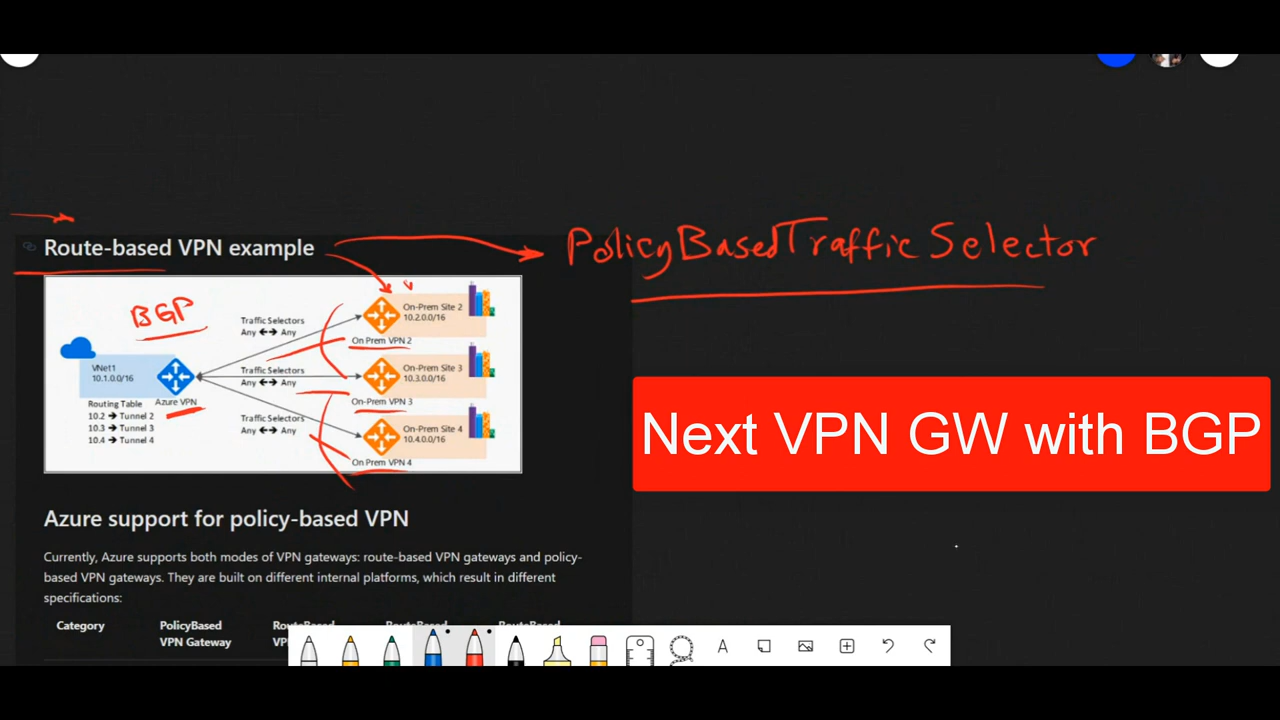 Route-based VPN example
PolicyBasedTraffic Selector
BGP
Traffic Selectors
Any ↔ Any
On-Prem Site 2
10.2.0.0/16
On Prem VPN 2
VNet1
10.1.0.0/16
Azure VPN
Traffic Selectors
Any ↔ Any
On-Prem Site 3
10.3.0.0/16
On-Prem VPN 3
Routing Table
10.2 → Tunnel 2
10.3 → Tunnel 3
10.4 → Tunnel 4
Traffic Selectors
Any ↔ Any
On-Prem Site 4
10.4.0.0/16
On Prem VPN 4
Next VPN GW with BGP
Azure support for policy-based VPN
Currently, Azure supports both modes of VPN gateways: route-based VPN gateways and policy-
based VPN gateways. They are built on different internal platforms, which result in different
specifications:
Category
PolicyBased
VPN Gateway
A